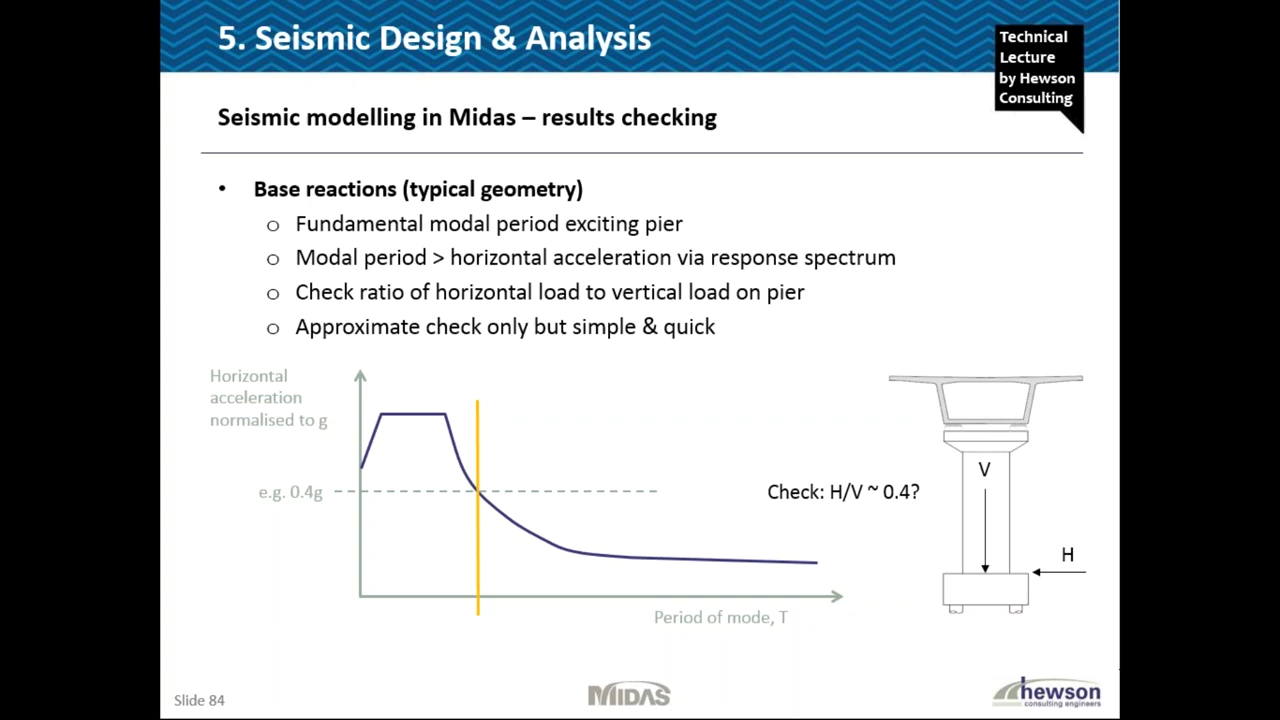 5. Seismic Design & Analysis
Technical
Lecture
by Hewson
Consulting
Seismic modelling in Midas – results checking
• Base reactions (typical geometry)
o Fundamental modal period exciting pier
o Modal period > horizontal acceleration via response spectrum
o Check ratio of horizontal load to vertical load on pier
o Approximate check only but simple & quick
Horizontal
acceleration
normalised to g
e.g. 0.4g
Period of mode, T
Check: H/V ~ 0.4?
V
H
Slide 84
MIDAS
hewson
consulting engineers